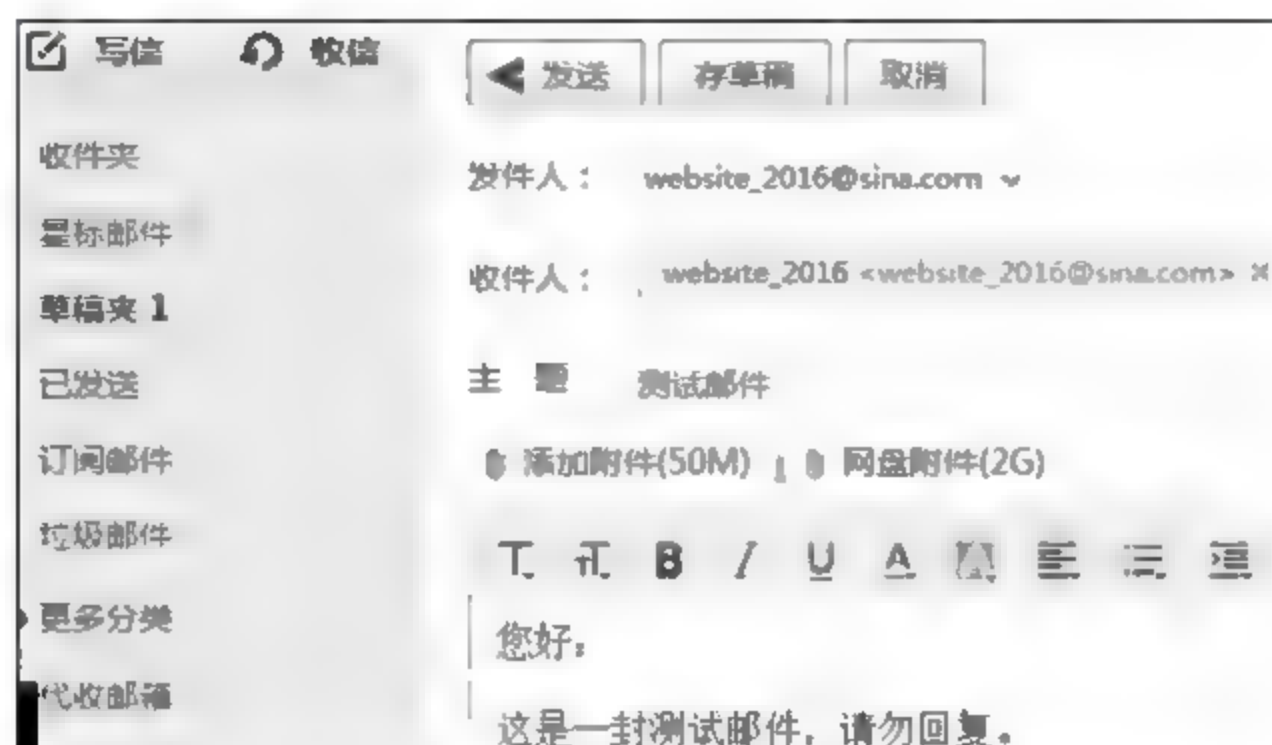 写信 收信
发送 存草稿 取消
收件夹
星标邮件
草稿夹 1
已发送
订阅邮件
垃圾邮件
更多分类
代收邮箱
发件人： website_2016@sina.com
收件人： website_2016 <website_2016@sina.com> ×
主 题 测试邮件
添加附件(50M) | 网盘附件(2G)
您好，
这是一封测试邮件，请勿回复。